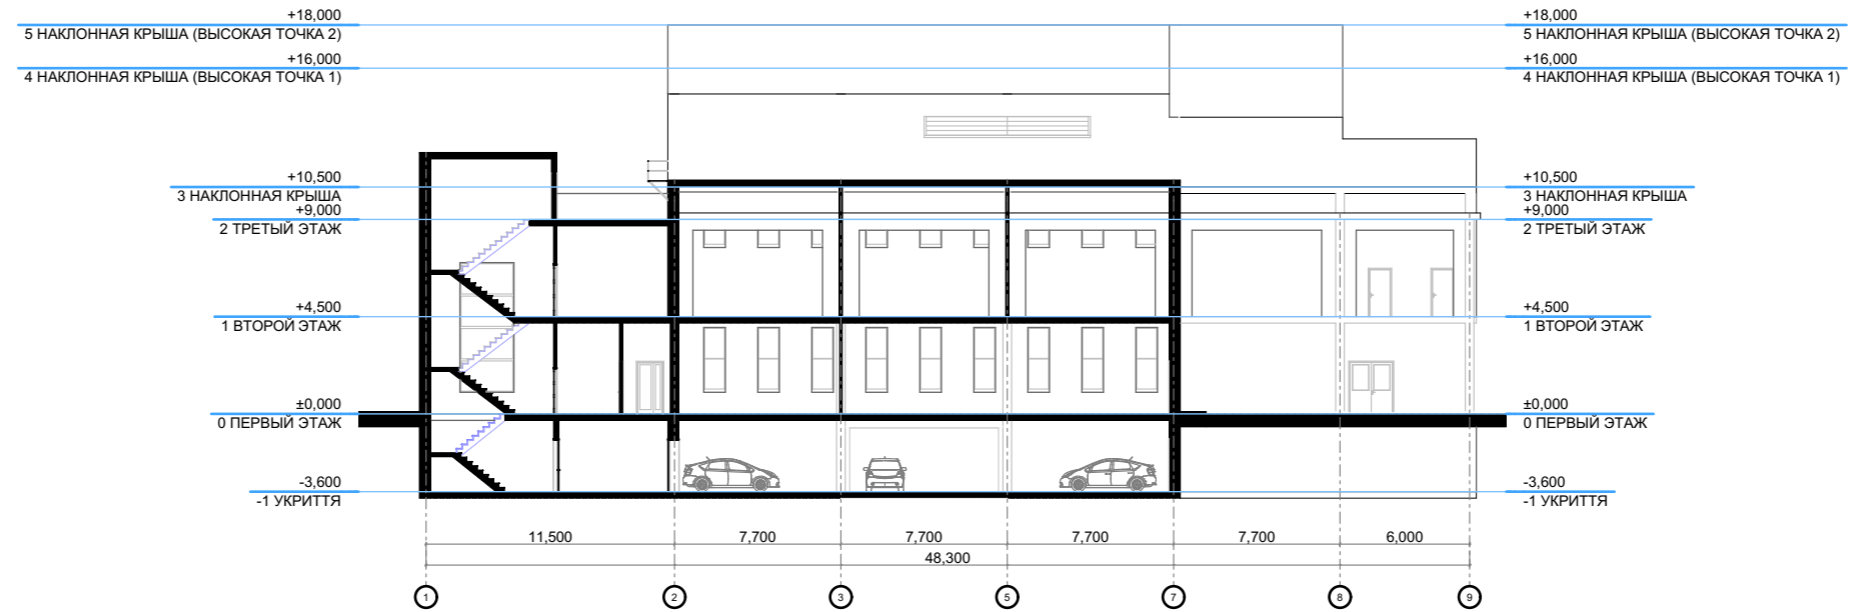 +18,000
5 НАКЛОННАЯ КРЫША (ВЫСОКАЯ ТОЧКА 2)
+16,000
4 НАКЛОННАЯ КРЫША (ВЫСОКАЯ ТОЧКА 1)
+10,500
3 НАКЛОННАЯ КРЫША
+9,000
2 ТРЕТЫЙ ЭТАЖ
+4,500
1 ВТОРОЙ ЭТАЖ
±0,000
0 ПЕРВЫЙ ЭТАЖ
-3,600
-1 УКРИТТЯ
+18,000
5 НАКЛОННАЯ КРЫША (ВЫСОКАЯ ТОЧКА 2)
+16,000
4 НАКЛОННАЯ КРЫША (ВЫСОКАЯ ТОЧКА 1)
+10,500
3 НАКЛОННАЯ КРЫША
+9,000
2 ТРЕТЫЙ ЭТАЖ
+4,500
1 ВТОРОЙ ЭТАЖ
±0,000
0 ПЕРВЫЙ ЭТАЖ
-3,600
-1 УКРИТТЯ
11,500 7,700 7,700 7,700 7,700 6,000
48,300
1 2 3 5 7 8 9